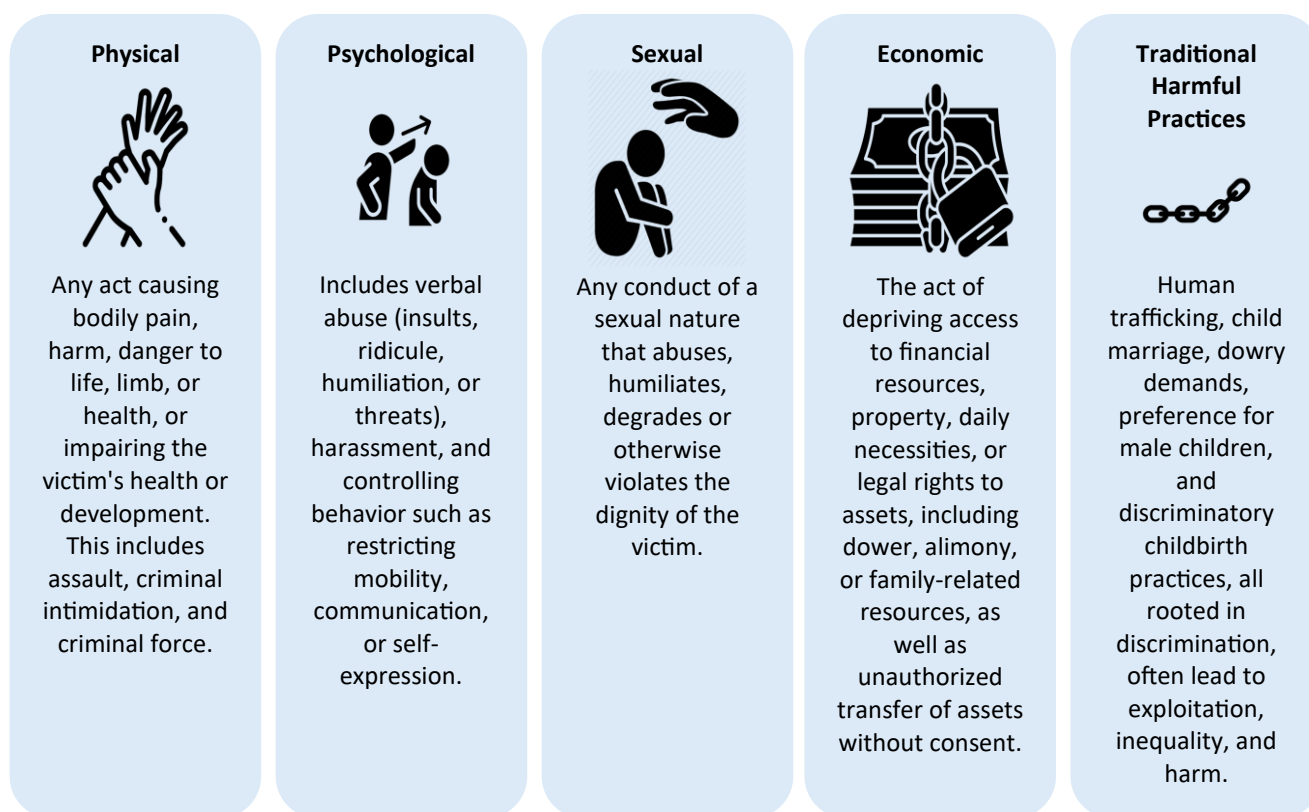 Physical
Any act causing
bodily pain,
harm, danger to
life, limb, or
health, or
impairing the
victim's health or
development.
This includes
assault, criminal
intimidation, and
criminal force.
Psychological
Includes verbal
abuse (insults,
ridicule,
humiliation, or
threats),
harassment, and
controlling
behavior such as
restricting
mobility,
communication,
or self-
expression.
Sexual
Any conduct of a
sexual nature
that abuses,
humiliates,
degrades or
otherwise
violates the
dignity of the
victim.
Economic
The act of
depriving access
to financial
resources,
property, daily
necessities, or
legal rights to
assets, including
dower, alimony,
or family-related
resources, as
well as
unauthorized
transfer of assets
without consent.
Traditional
Harmful
Practices
Human
trafficking, child
marriage, dowry
demands,
preference for
male children,
and
discriminatory
childbirth
practices, all
rooted in
discrimination,
often lead to
exploitation,
inequality, and
harm.